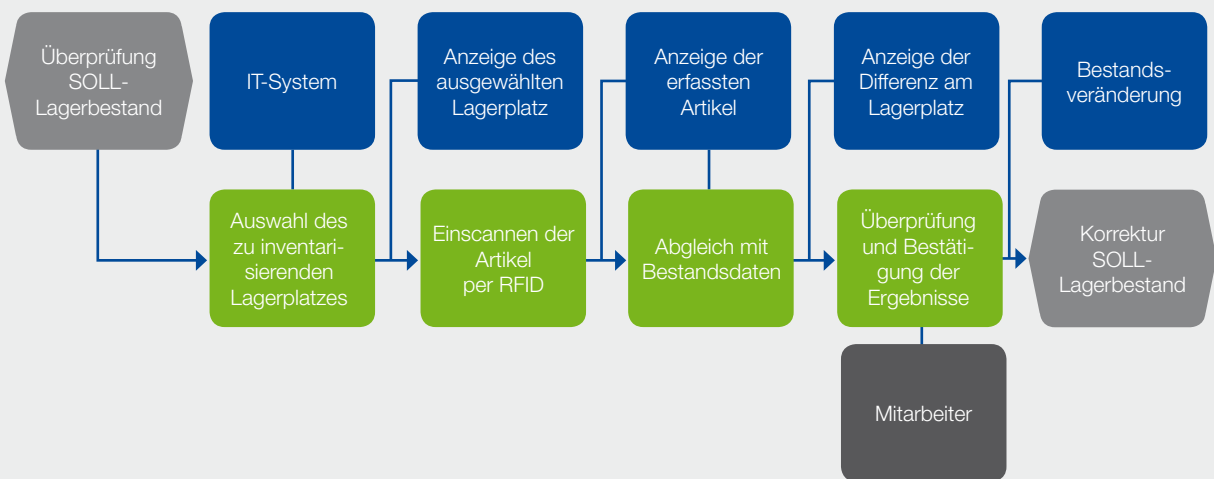 Überprüfung
SOLL-
Lagerbestand
IT-System
Anzeige des
ausgewählten
Lagerplatz
Anzeige der
erfassten
Artikel
Anzeige der
Differenz am
Lagerplatz
Bestands-
veränderung
Auswahl des
zu inventari-
sierenden
Lagerplatzes
Einscannen der
Artikel
per RFID
Abgleich mit
Bestandsdaten
Überprüfung
und Bestäti-
gung der
Ergebnisse
Korrektur
SOLL-
Lagerbestand
Mitarbeiter